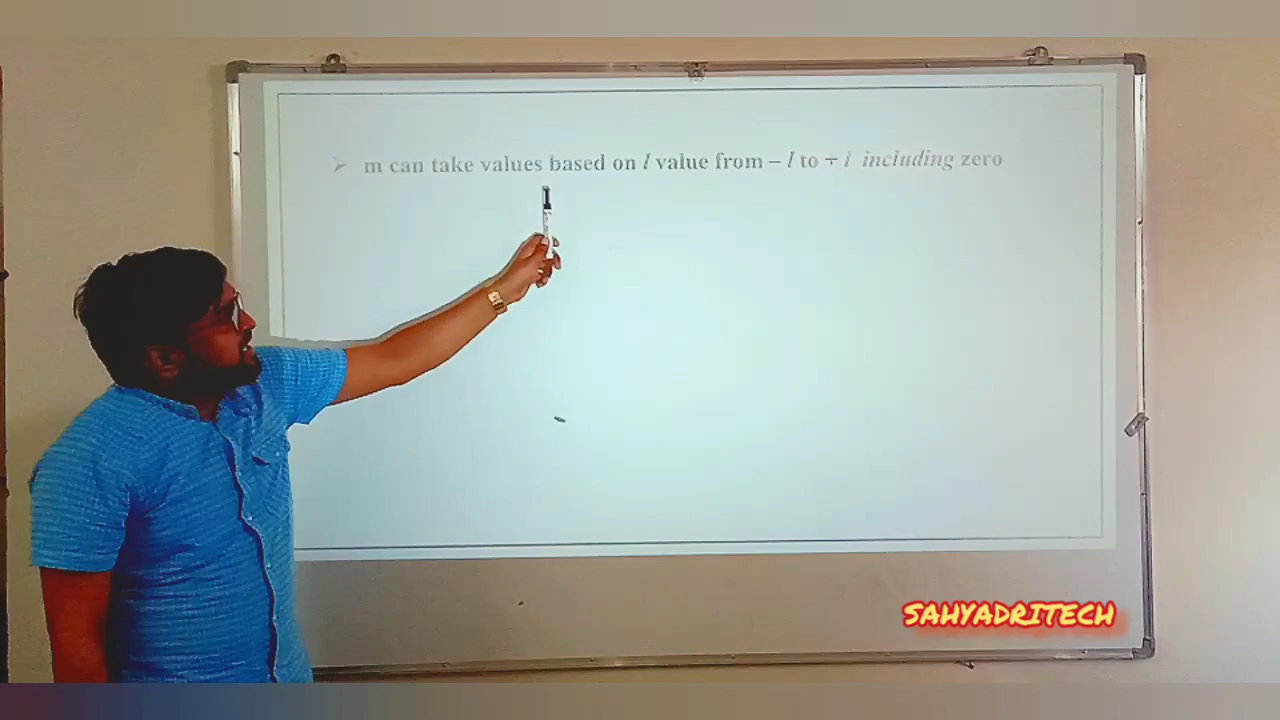 ➢ m can take values based on l value from – l to + l including zero
SAHYADRITECH